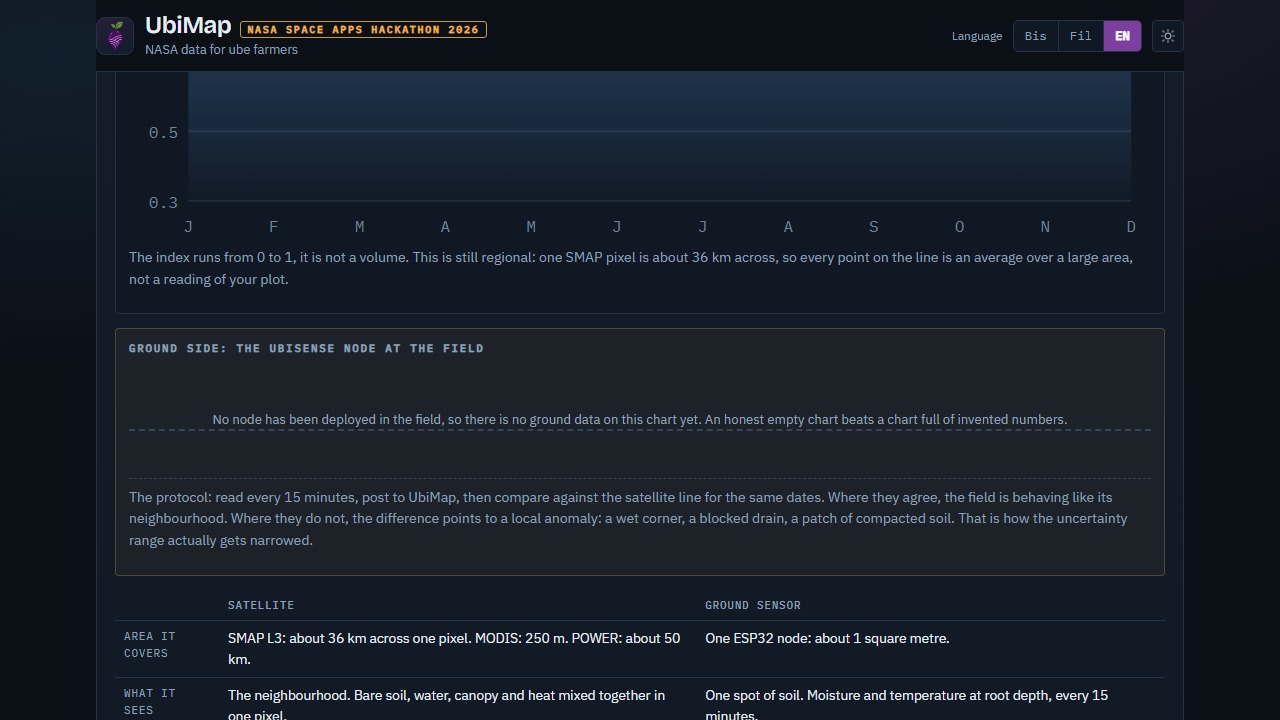 UbiMap
NASA SPACE APPS HACKATHON 2026
NASA data for ube farmers
Language
Bis
Fil
EN
0.5
0.3
J F M A M J J A S O N D
The index runs from 0 to 1, it is not a volume. This is still regional: one SMAP pixel is about 36 km across, so every point on the line is an average over a large area,
not a reading of your plot.
GROUND SIDE: THE UBISENSE NODE AT THE FIELD
No node has been deployed in the field, so there is no ground data on this chart yet. An honest empty chart beats a chart full of invented numbers.
The protocol: read every 15 minutes, post to UbiMap, then compare against the satellite line for the same dates. Where they agree, the field is behaving like its
neighbourhood. Where they do not, the difference points to a local anomaly: a wet corner, a blocked drain, a patch of compacted soil. That is how the uncertainty
range actually gets narrowed.
SATELLITE
GROUND SENSOR
AREA IT
COVERS
SMAP L3: about 36 km across one pixel. MODIS: 250 m. POWER: about 50
km.
One ESP32 node: about 1 square metre.
WHAT IT
SEES
The neighbourhood. Bare soil, water, canopy and heat mixed together in
one pixel.
One spot of soil. Moisture and temperature at root depth, every 15
minutes.